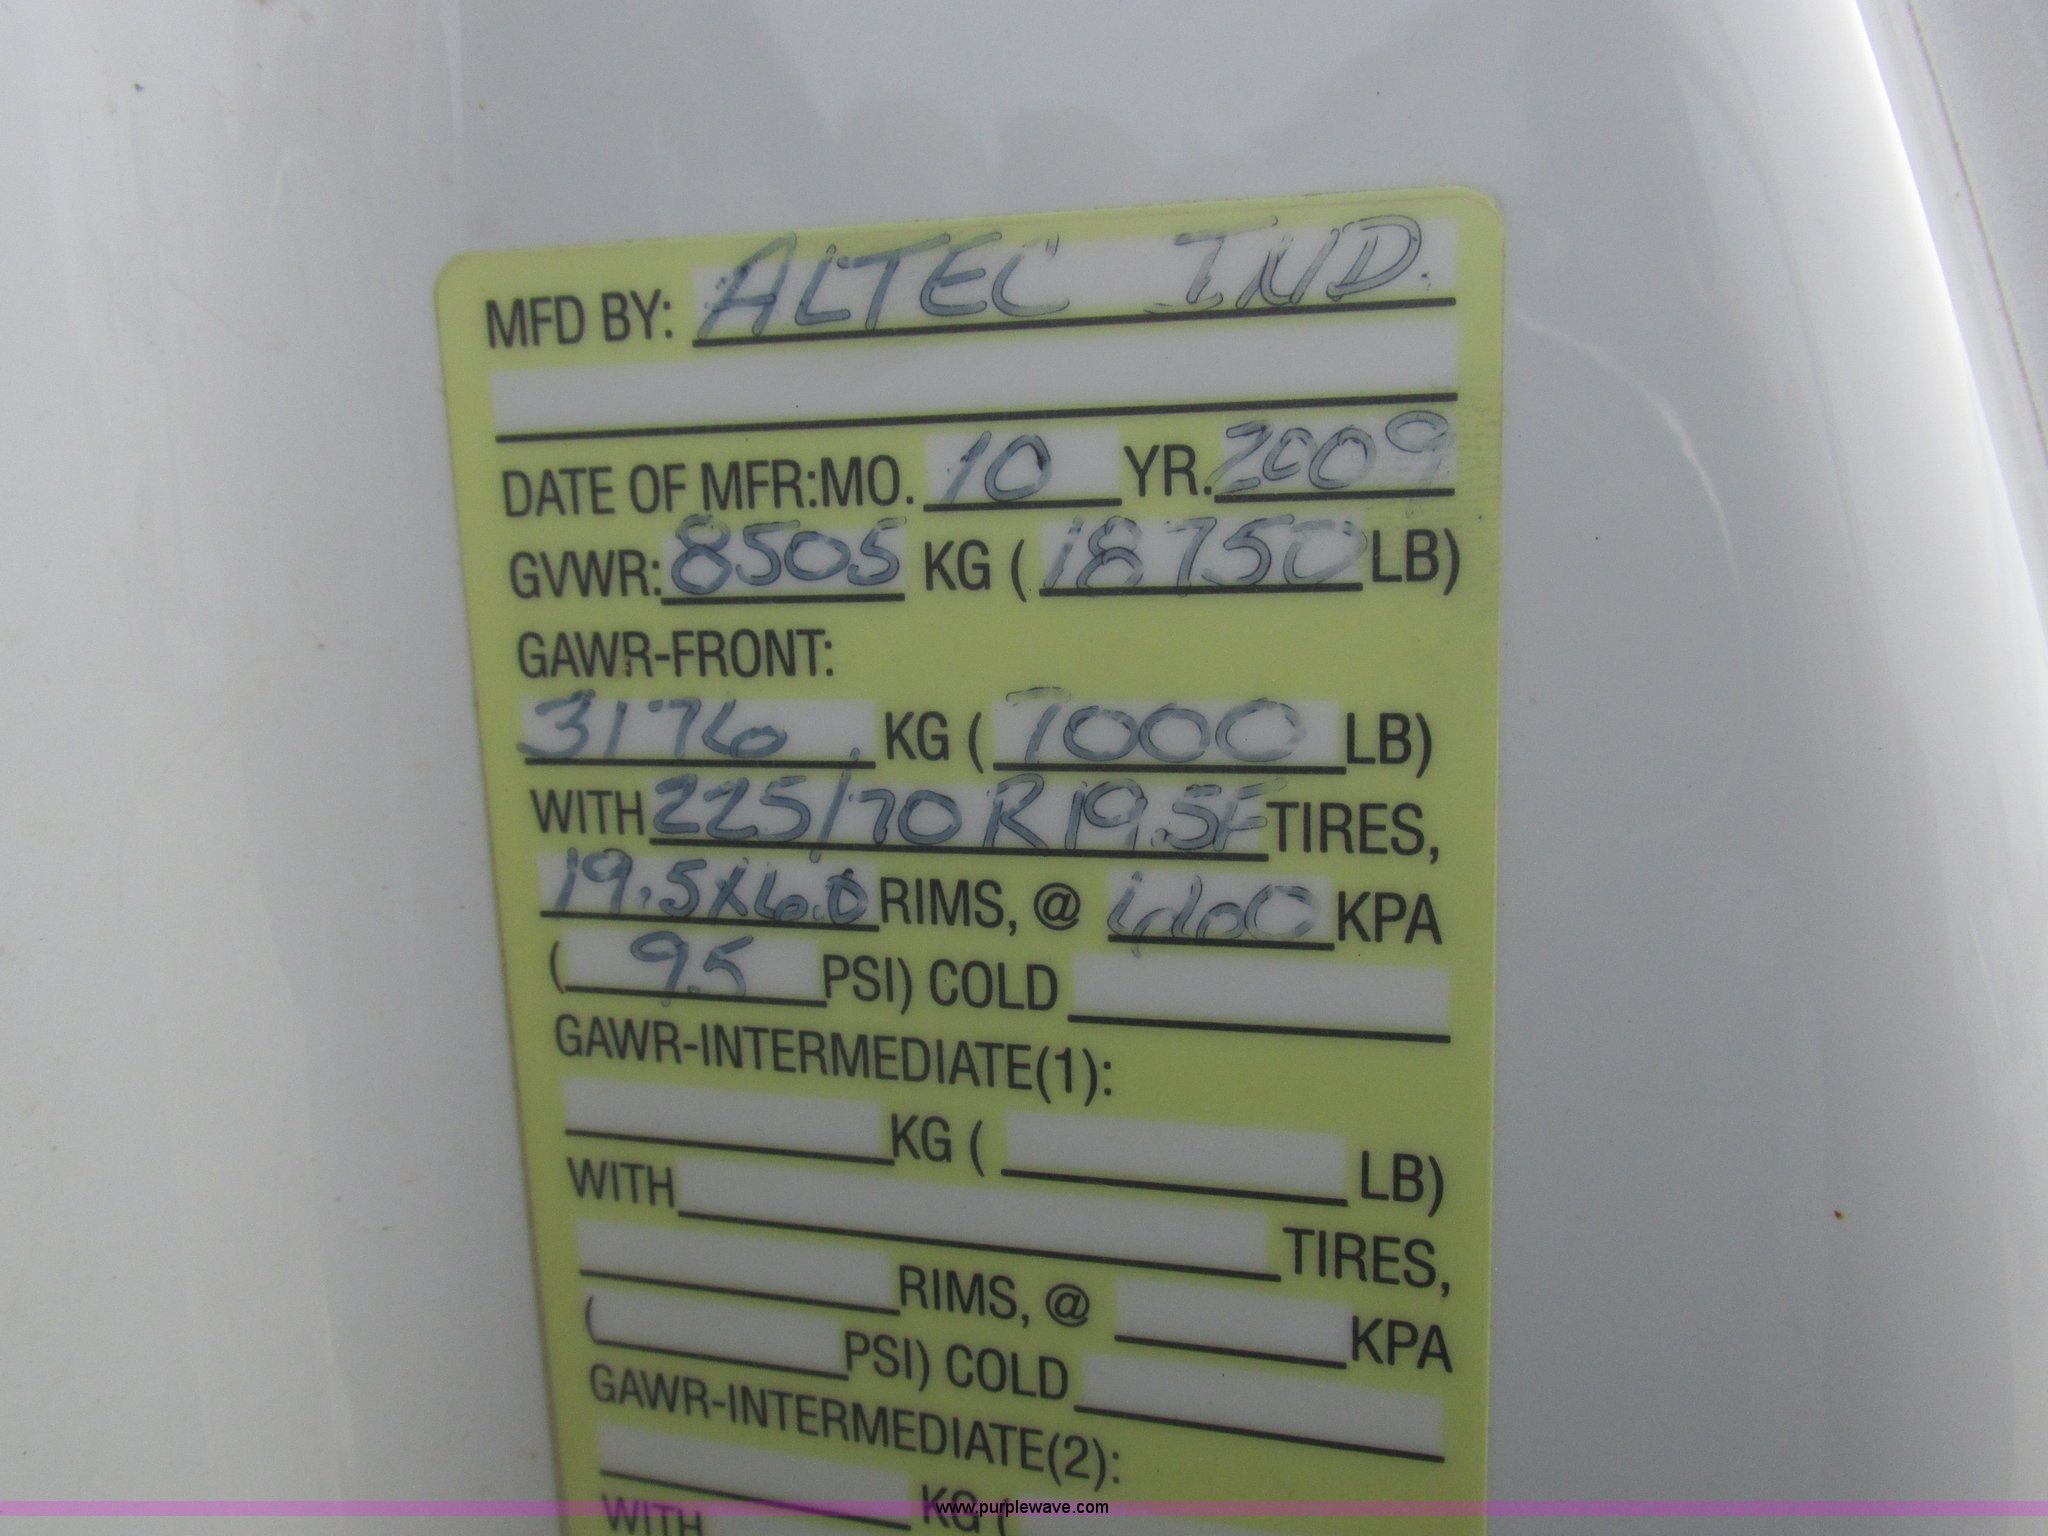 MFD BY: ALTEC IND.
DATE OF MFR:MO. 10 YR. 2009
GVWR: 8505 KG ( 18750 LB)
GAWR-FRONT:
3176 KG ( 7000 LB)
WITH 225/70R19.5F TIRES,
19.5X6.0 RIMS, @ 660 KPA
( 95 PSI) COLD
GAWR-INTERMEDIATE(1):
KG ( LB)
WITH TIRES,
RIMS, @ KPA
( PSI) COLD
GAWR-INTERMEDIATE(2):
KG (
WITH
www.purplewave.com